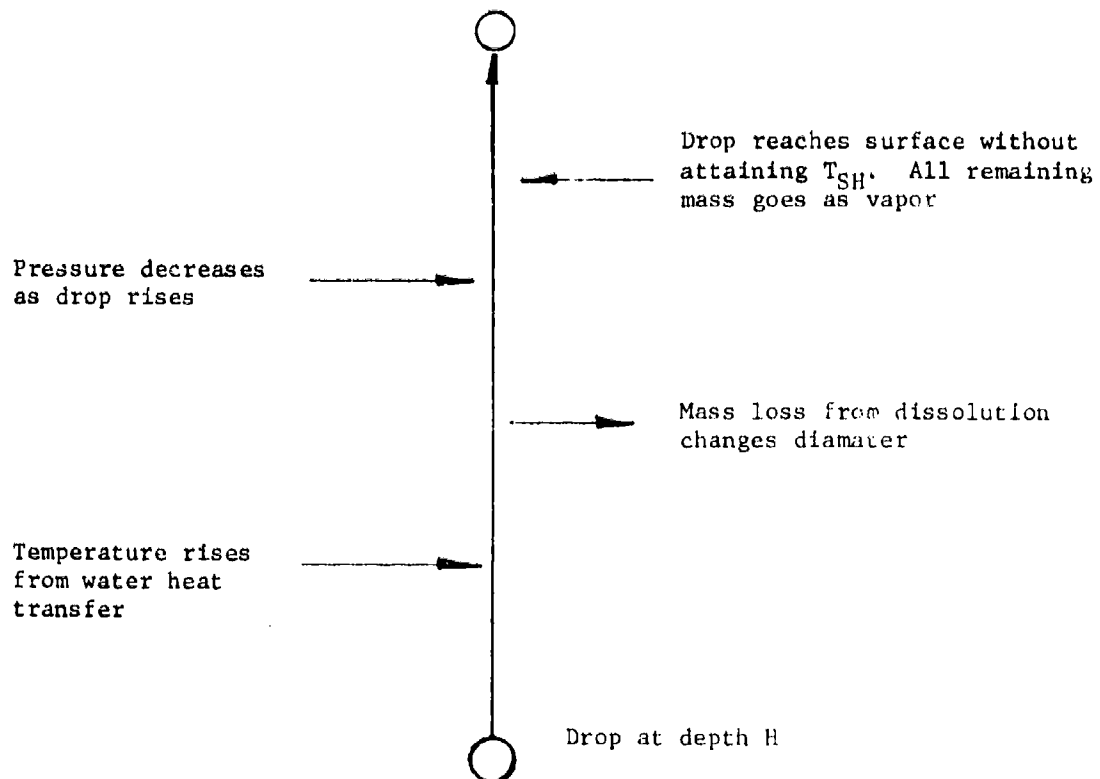 Drop reaches surface without
attaining T_SH. All remaining
mass goes as vapor
Pressure decreases
as drop rises
Mass loss from dissolution
changes diamater
Temperature rises
from water heat
transfer
Drop at depth H